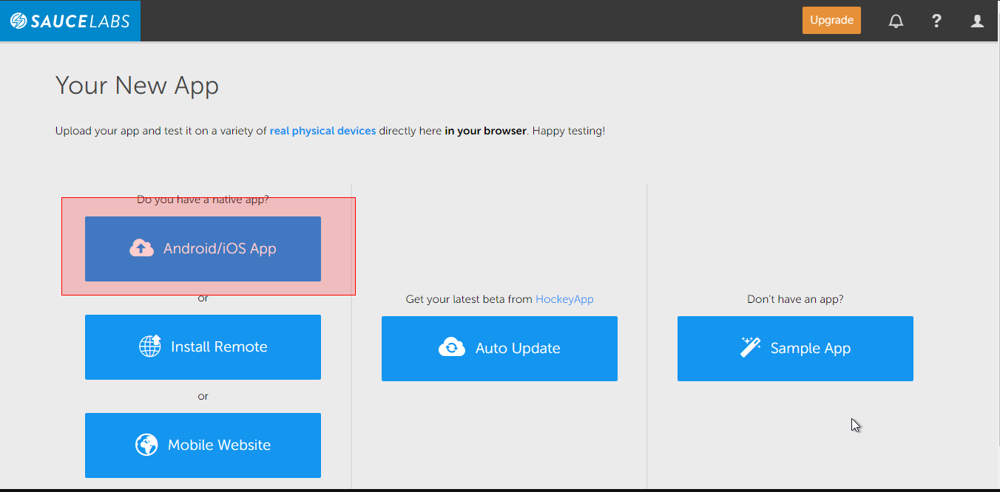 SAUCELABS
Upgrade
?
Your New App
Upload your app and test it on a variety of real physical devices directly here in your browser. Happy testing!
Do you have a native app?
Android/iOS App
or
Install Remote
or
Mobile Website
Get your latest beta from HockeyApp
Auto Update
Don't have an app?
Sample App